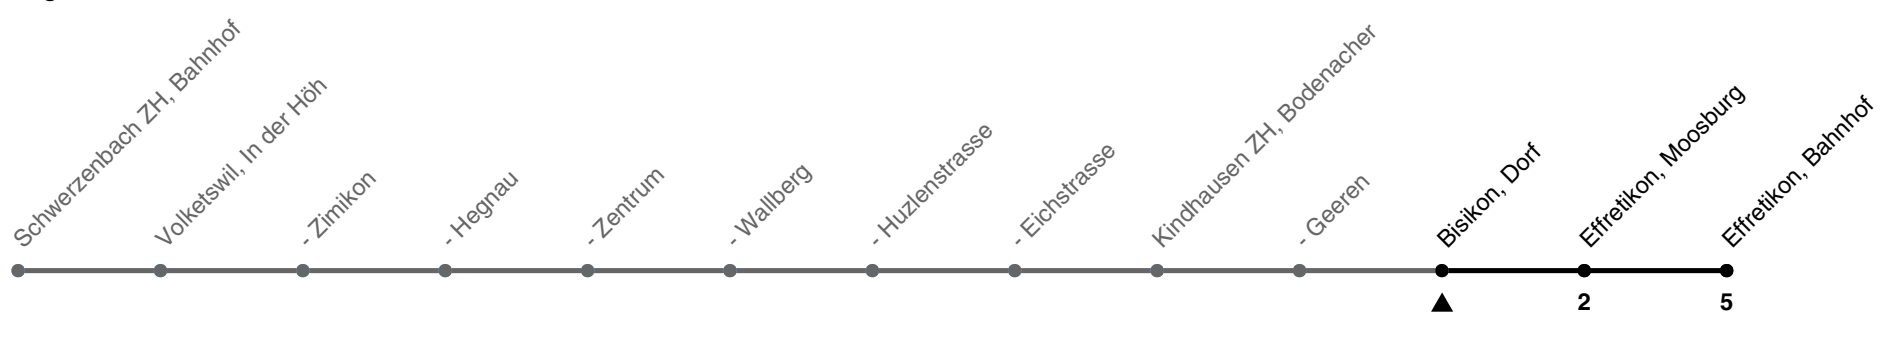 Schwerzenbach ZH, Bahnhof
Volketswil, In der Höh
- Zimikon
- Hegnau
- Zentrum
- Wallberg
- Huzlenstrasse
- Eichstrasse
Kindhausen ZH, Bodenacher
- Geeren
Bisikon, Dorf
Effretikon, Moosburg
Effretikon, Bahnhof
2
5